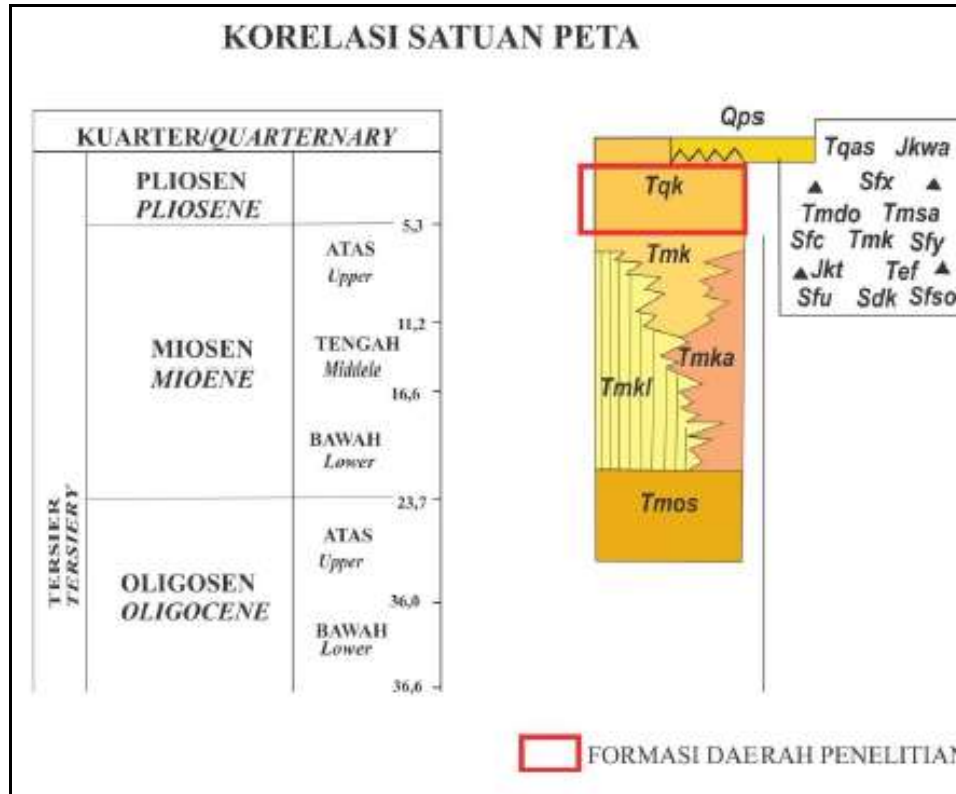 KORELASI SATUAN PETA
KUARTER/QUARTERNARY
PLIOSEN
PLIOSENE
5,3
ATAS
Upper
11,2
MIOSEN
MIOENE
TENGAH
Middele
16,6
BAWAH
Lower
23,7
TERSIER
TERSIERY
ATAS
Upper
OLIGOSEN
OLIGOCENE
36,0
BAWAH
Lower
36,6
Qps
Tqk
Tmk
Tmka
Tmkl
Tmos
Tqas Jkwa
Sfx
Tmdo Tmsa
Sfc Tmk Sfy
Jkt Tef
Sfu Sdk Sfso
FORMASI DAERAH PENELITIAN